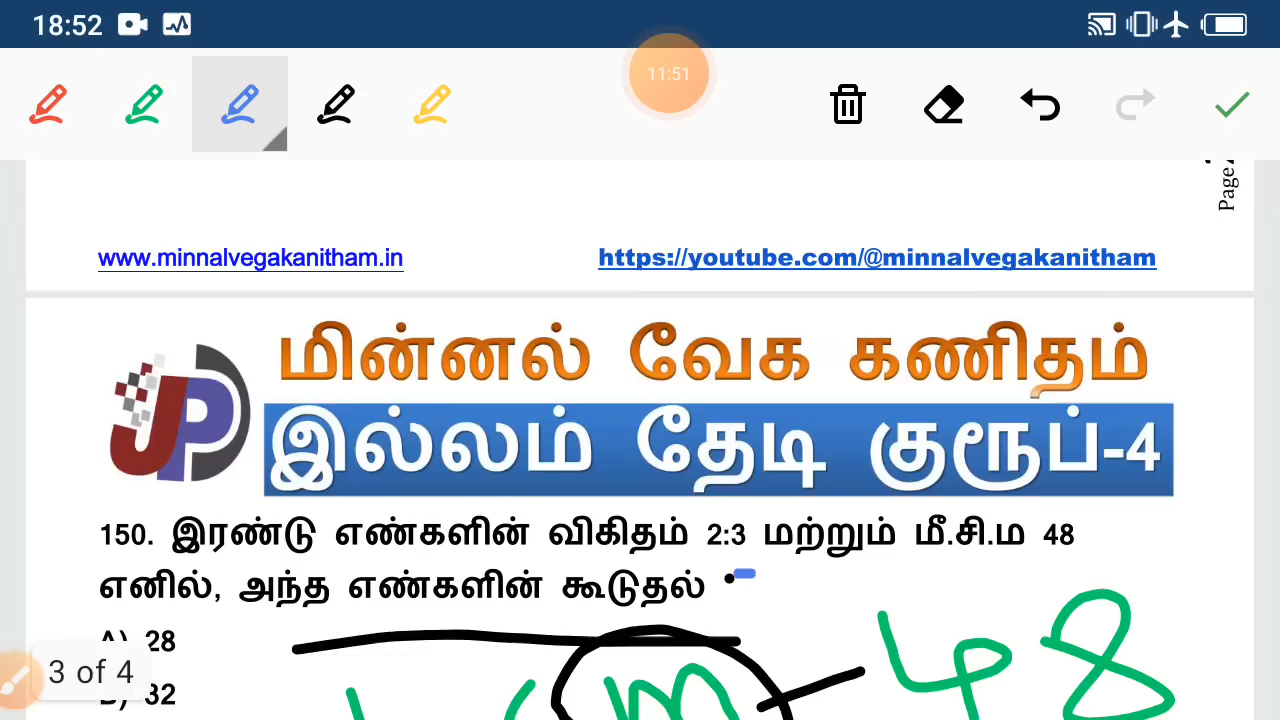 18:52
11:51
Page
www.minnalvegakanitham.in https://youtube.com/@minnalvegakanitham
JP
மின்னல் வேக கணிதம்
இல்லம் தேடி குரூப்-4
150. இரண்டு எண்களின் விகிதம் 2:3 மற்றும் மீ.சி.ம 48
எனில், அந்த எண்களின் கூடுதல்
A) 28
48
3 of 4
B) 32